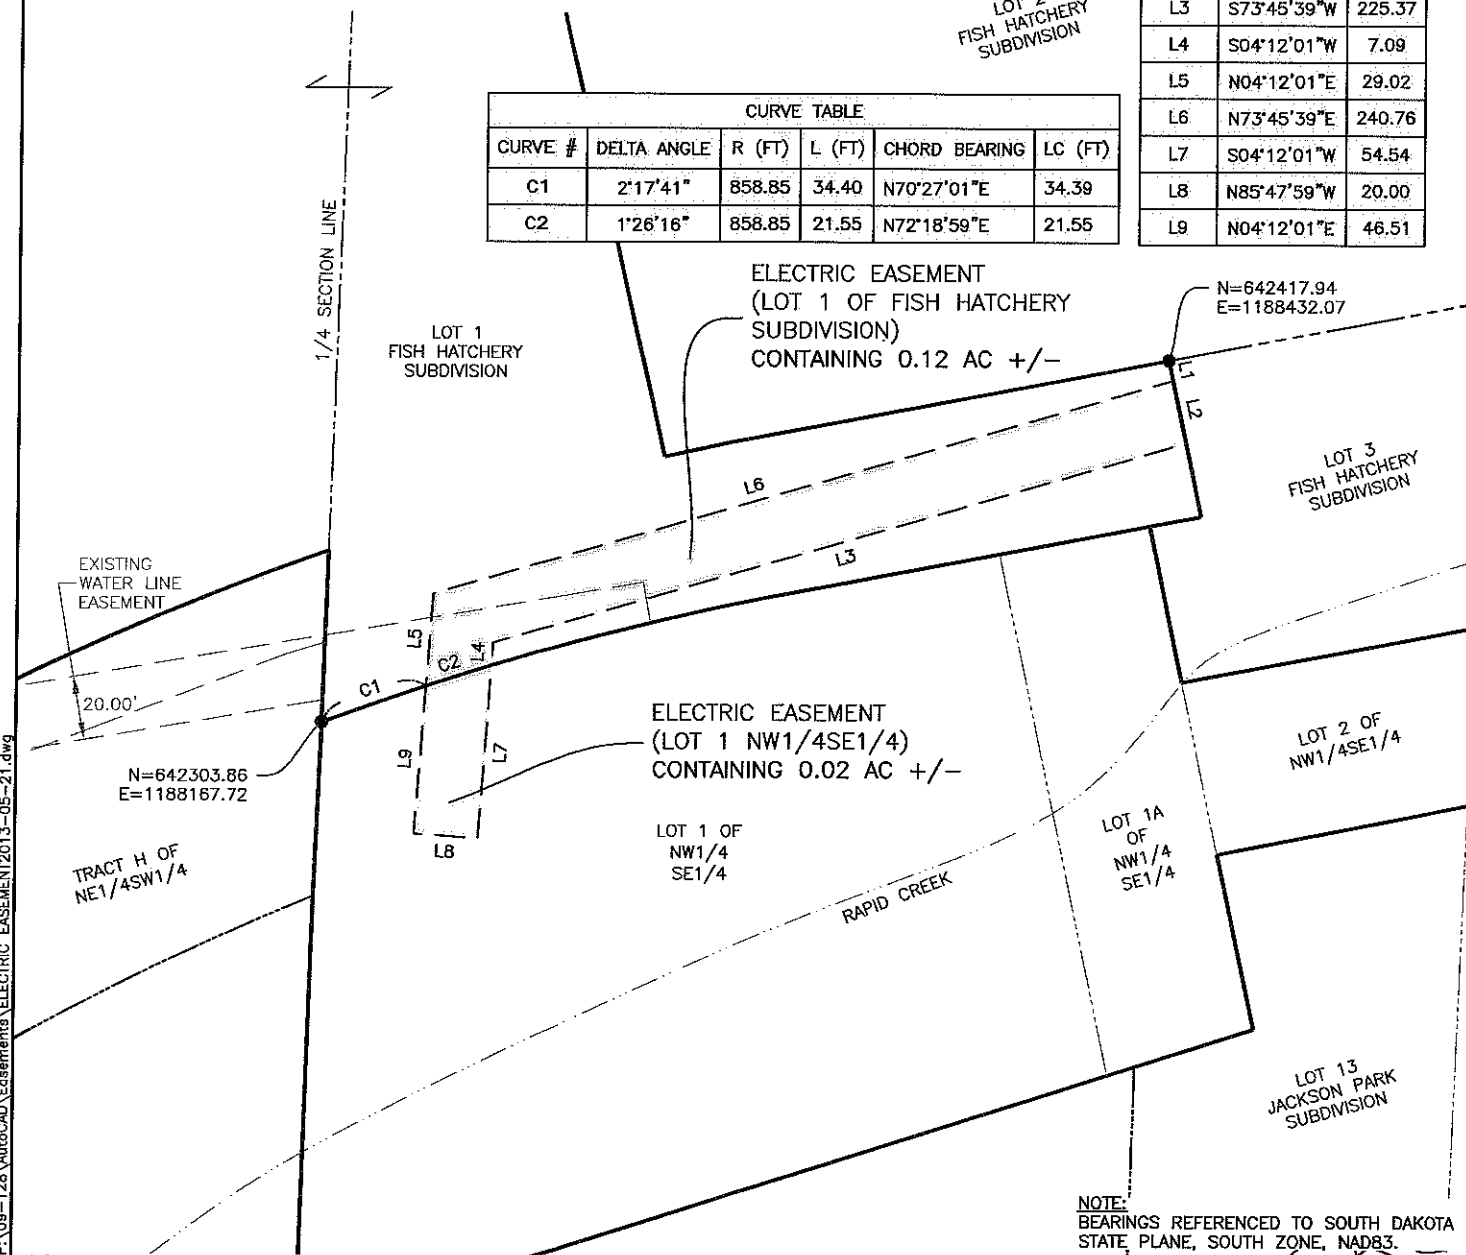 LOT 2
FISH HATCHERY
SUBDIVISION
L3 S73°45'39"W 225.37
L4 S04°12'01"W 7.09
L5 N04°12'01"E 29.02
L6 N73°45'39"E 240.76
L7 S04°12'01"W 54.54
L8 N85°47'59"W 20.00
L9 N04°12'01"E 46.51
CURVE TABLE
CURVE # DELTA ANGLE R (FT) L (FT) CHORD BEARING LC (FT)
C1 2°17'41" 858.85 34.40 N70°27'01"E 34.39
C2 1°26'16" 858.85 21.55 N72°18'59"E 21.55
1/4 SECTION LINE
LOT 1
FISH HATCHERY
SUBDIVISION
ELECTRIC EASEMENT
(LOT 1 OF FISH HATCHERY
SUBDIVISION)
CONTAINING 0.12 AC +/-
N=642417.94
E=1188432.07
L1
L2
LOT 3
FISH HATCHERY
SUBDIVISION
L6
L3
EXISTING
WATER LINE
EASEMENT
20.00'
L5
C2
L4
C1
L9
L7
L8
N=642303.86
E=1188167.72
ELECTRIC EASEMENT
(LOT 1 NW1/4SE1/4)
CONTAINING 0.02 AC +/-
LOT 2 OF
NW1/4SE1/4
TRACT H OF
NE1/4SW1/4
LOT 1 OF
NW1/4
SE1/4
LOT 1A
OF
NW1/4
SE1/4
RAPID CREEK
LOT 13
JACKSON PARK
SUBDIVISION
NOTE:
BEARINGS REFERENCED TO SOUTH DAKOTA
STATE PLANE, SOUTH ZONE, NAD83.
F:\09-128\AutoCAD\Easements\ELECTRIC EASEMENT2013-05-21.dwg